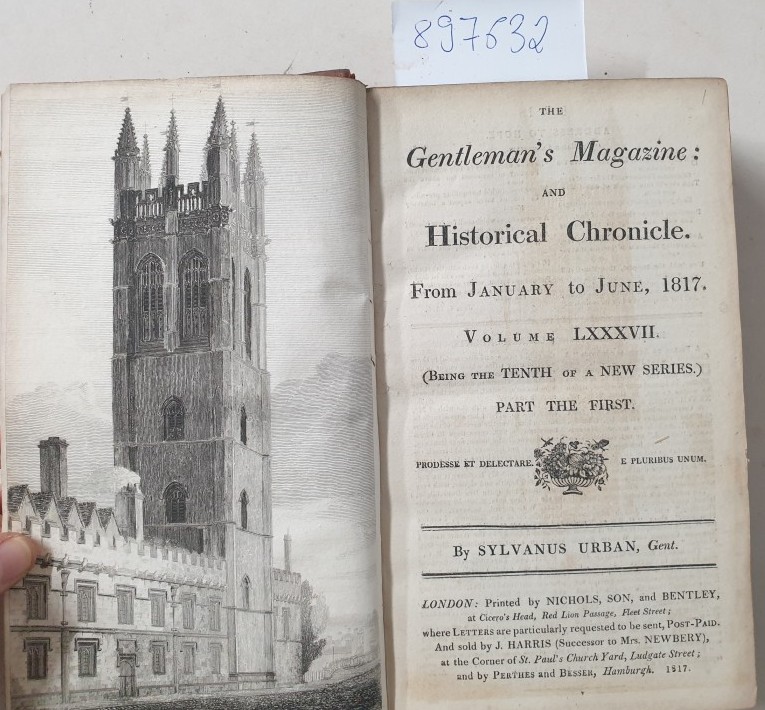 897632
THE
Gentleman's Magazine:
AND
Historical Chronicle.
From JANUARY to JUNE, 1817.
VOLUME LXXXVII.
(BEING THE TENTH OF A NEW SERIES.)
PART THE FIRST.
PRODESSE ET DELECTARE. E PLURIBUS UNUM.
By SYLVANUS URBAN, Gent.
LONDON: Printed by NICHOLS, SON, and BENTLEY,
at Cicero's Head, Red Lion Passage, Fleet Street;
where LETTERS are particularly requested to be sent, POST-PAID.
And sold by J. HARRIS (Successor to Mrs. NEWBERY),
at the Corner of St. Paul's Church Yard, Ludgate Street;
and by PERTHES and BESSER, Hamburgh. 1817.